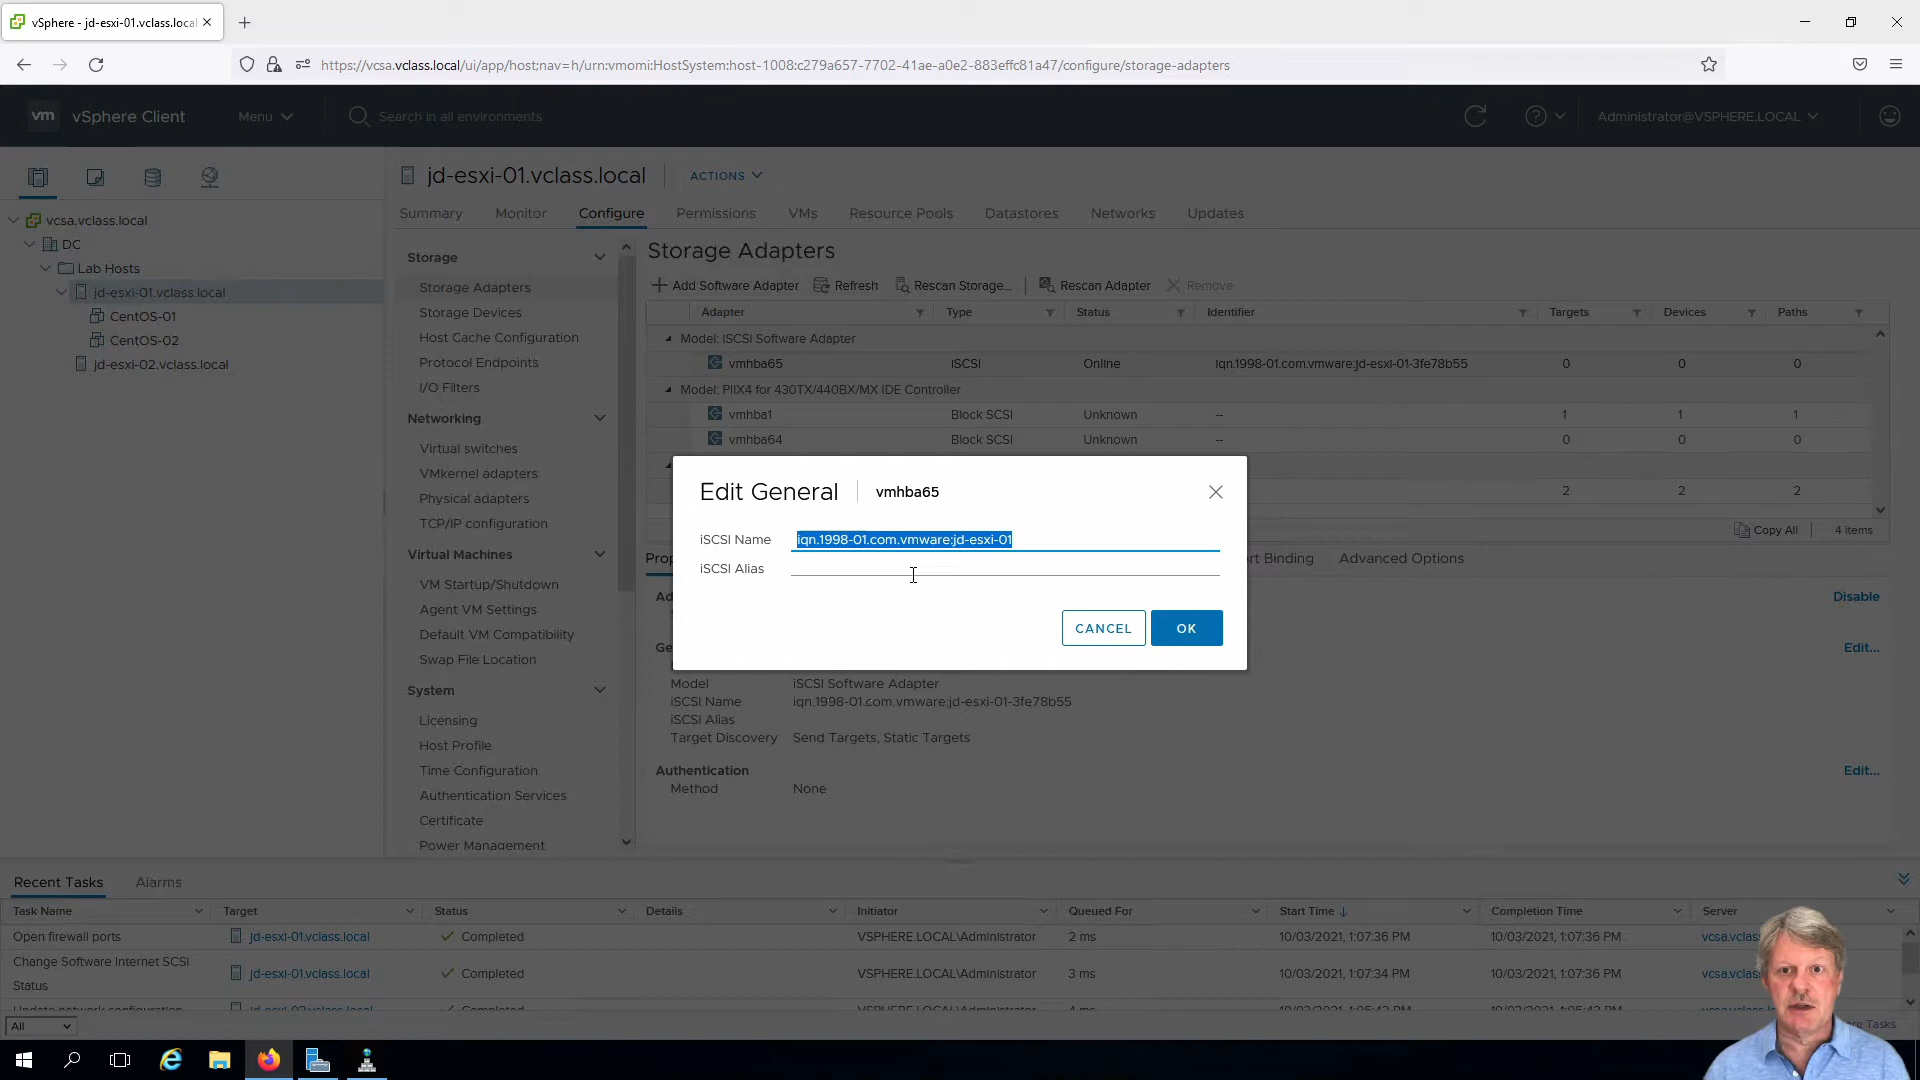 vSphere - jd-esxi-01.vclass.local
https://vcsa.vclass.local/ui/app/host;nav=h/urn:vmomi:HostSystem:host-1008:c279a657-7702-41ae-a0e2-883effc81a47/configure/storage-adapters
vm vSphere Client Menu Search in all environments Administrator@VSPHERE.LOCAL
jd-esxi-01.vclass.local ACTIONS
Summary Monitor Configure Permissions VMs Resource Pools Datastores Networks Updates
vcsa.vclass.local
DC
Lab Hosts
jd-esxi-01.vclass.local
CentOS-01
CentOS-02
jd-esxi-02.vclass.local
Storage
Storage Adapters
Storage Devices
Host Cache Configuration
Protocol Endpoints
I/O Filters
Networking
Virtual switches
VMkernel adapters
Physical adapters
TCP/IP configuration
Virtual Machines
VM Startup/Shutdown
Agent VM Settings
Default VM Compatibility
Swap File Location
System
Licensing
Host Profile
Time Configuration
Authentication Services
Certificate
Power Management
Storage Adapters
Add Software Adapter Refresh Rescan Storage... Rescan Adapter Remove
Adapter Type Status Identifier Targets Devices Paths
Model: iSCSI Software Adapter
vmhba65 iSCSI Online iqn.1998-01.com.vmware:jd-esxi-01-3fe78b55 0 0 0
Model: PIIX4 for 430TX/440BX/MX IDE Controller
vmhba1 Block SCSI Unknown -- 1 1 1
vmhba64 Block SCSI Unknown -- 0 0 0
2 2 2
Copy All 4 items
Edit General vmhba65
iSCSI Name iqn.1998-01.com.vmware:jd-esxi-01
iSCSI Alias
CANCEL OK
Binding Advanced Options
Disable
Edit...
Model iSCSI Software Adapter
iSCSI Name iqn.1998-01.com.vmware:jd-esxi-01-3fe78b55
iSCSI Alias
Target Discovery Send Targets, Static Targets
Authentication Edit...
Method None
Recent Tasks Alarms
Task Name Target Status Details Initiator Queued For Start Time Completion Time Server
Open firewall ports jd-esxi-01.vclass.local Completed VSPHERE.LOCAL\Administrator 2 ms 10/03/2021, 1:07:36 PM 10/03/2021, 1:07:36 PM
Change Software Internet SCSI Status jd-esxi-01.vclass.local Completed VSPHERE.LOCAL\Administrator 3 ms 10/03/2021, 1:07:34 PM 10/03/2021, 1:07:36 PM
All Tasks